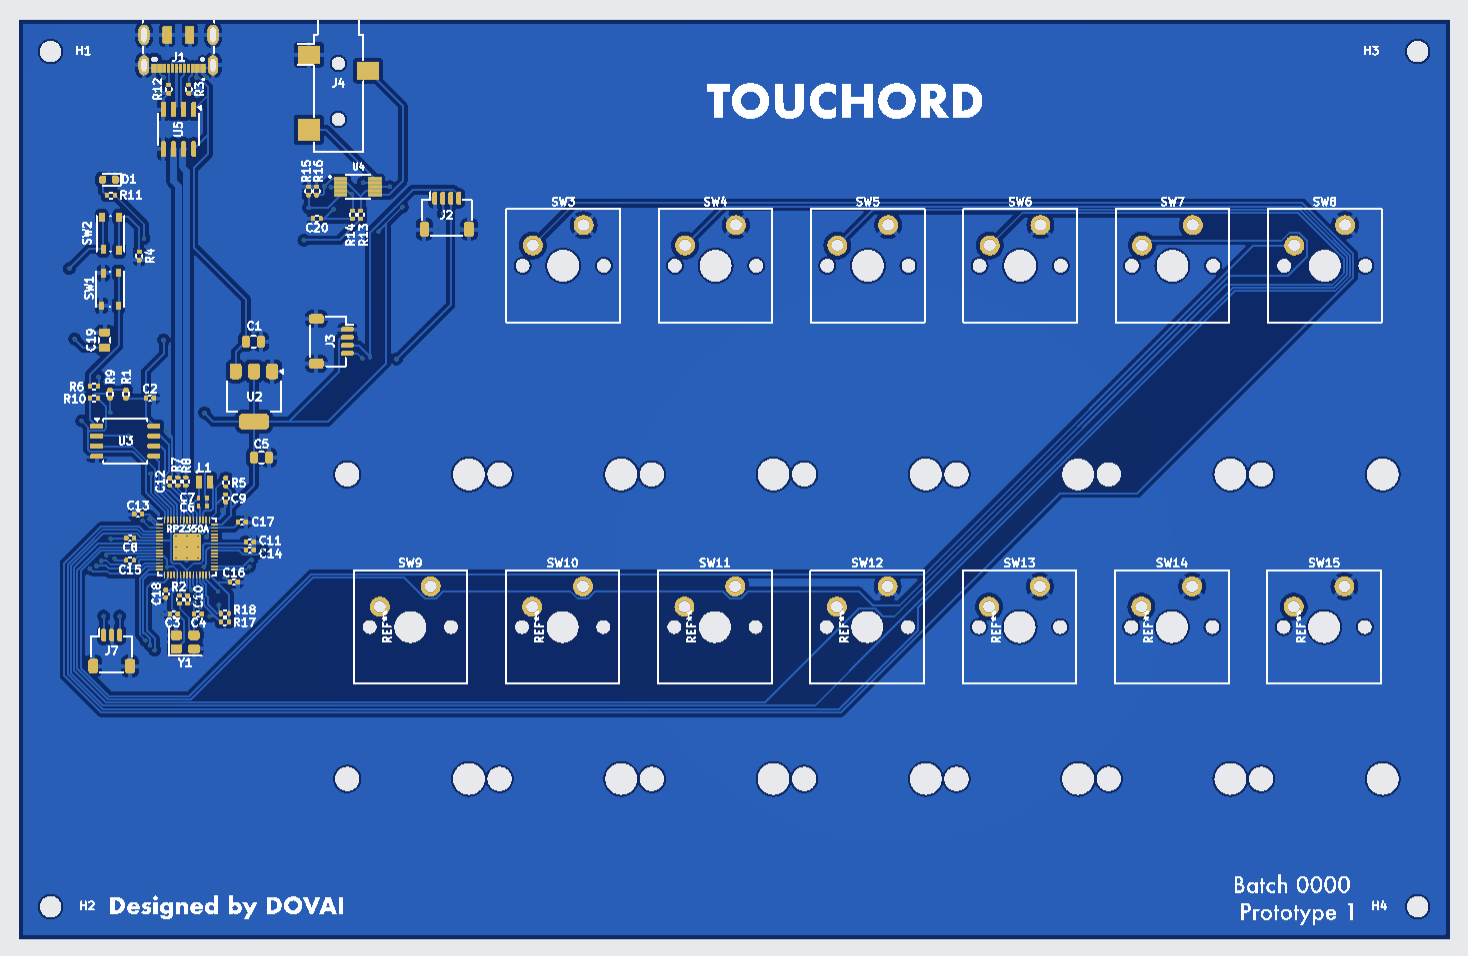 H1
J1
J4
H3
R12
R3
TOUCHORD
U5
R15
R16
U4
D1
R11
J2
SW3
SW4
SW5
SW6
SW7
SW8
SW2
C20
R14
R13
R4
SW1
C1
C19
J3
R6
R9
R1
C2
R10
U2
U3
C5
C12
R7
R8
L1
R5
C7
C9
C6
C13
C17
RP2350A
C8
C11
C14
C15
C16
SW9
SW10
SW11
SW12
SW13
SW14
SW15
C18
R2
C10
R18
R17
C3
C4
REF**
REF**
REF**
REF**
REF**
REF**
REF**
J7
Y1
Batch 0000
H2
Designed by DOVAI
Prototype 1
H4